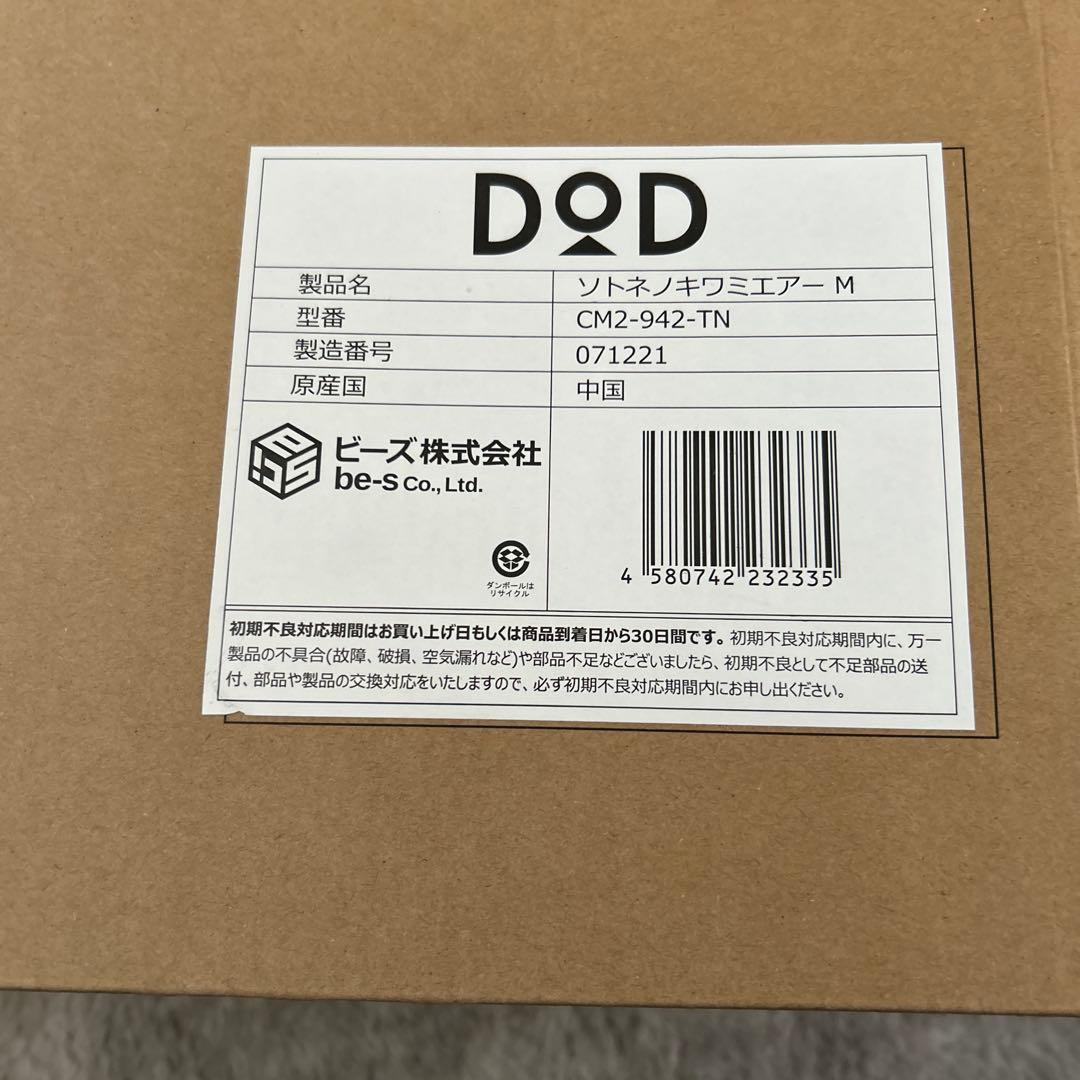 DOD
製品名 ソトネノキワミエアー M
型番 CM2-942-TN
製造番号 071221
原産国 中国
ビーズ株式会社
be-s Co., Ltd.
ダンボールは
リサイクル
4 580742 232335
初期不良対応期間はお買い上げ日もしくは商品到着日から30日間です。初期不良対応期間内に、万一
製品の不具合(故障、破損、空気漏れなど)や部品不足などございましたら、初期不良として不足部品の送
付、部品や製品の交換対応をいたしますので、必ず初期不良対応期間内にお申し出ください。